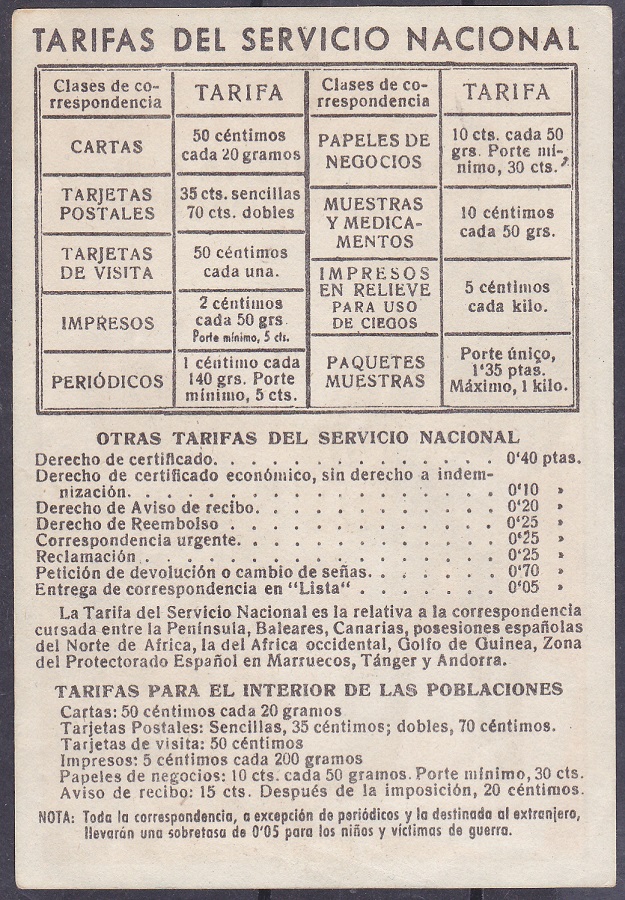 TARIFAS DEL SERVICIO NACIONAL
Clases de co-
rrespondencia
TARIFA
CARTAS
50 céntimos
cada 20 gramos
TARJETAS
POSTALES
35 cts. sencillas
70 cts. dobles
TARJETAS
DE VISITA
50 céntimos
cada una.
IMPRESOS
2 céntimos
cada 50 grs.
Porte mínimo, 5 cts.
PERIÓDICOS
1 céntimo cada
140 grs. Porte
mínimo, 5 cts.
Clases de co-
rrespondencia
TARIFA
PAPELES DE
NEGOCIOS
10 cts. cada 50
grs. Porte mí-
nimo, 30 cts.
MUESTRAS
Y MEDICA-
MENTOS
10 céntimos
cada 50 grs.
IMPRESOS
EN RELIEVE
PARA USO
DE CIEGOS
5 céntimos
cada kilo.
PAQUETES
MUESTRAS
Porte único,
1'35 ptas.
Máximo, 1 kilo.
OTRAS TARIFAS DEL SERVICIO NACIONAL
Derecho de certificado. . . . . . . . . . . . . . . 0'40 ptas.
Derecho de certificado económico, sin derecho a indem-
nización. . . . . . . . . . . . . . . . . . . 0'10 »
Derecho de Aviso de recibo. . . . . . . . . . . . . 0'20 »
Derecho de Reembolso . . . . . . . . . . . . . . 0'25 »
Correspondencia urgente. . . . . . . . . . . . . . 0'25 »
Reclamación . . . . . . . . . . . . . . . . . . 0'25 »
Petición de devolución o cambio de señas. . . . . . . 0'70 »
Entrega de correspondencia en "Lista" . . . . . . . . 0'05 »
La Tarifa del Servicio Nacional es la relativa a la correspondencia
cursada entre la Península, Baleares, Canarias, posesiones españolas
del Norte de Africa, la del Africa occidental, Golfo de Guinea, Zona
del Protectorado Español en Marruecos, Tánger y Andorra.
TARIFAS PARA EL INTERIOR DE LAS POBLACIONES
Cartas: 50 céntimos cada 20 gramos
Tarjetas Postales: Sencillas, 35 céntimos; dobles, 70 céntimos.
Tarjetas de visita: 50 céntimos
Impresos: 5 céntimos cada 200 gramos
Papeles de negocios: 10 cts. cada 50 gramos. Porte mínimo, 30 cts.
Aviso de recibo: 15 cts. Después de la imposición, 20 céntimos.
NOTA: Toda la correspondencia, a excepción de periódicos y la destinada al extranjero,
llevarán una sobretasa de 0'05 para los niños y víctimas de guerra.